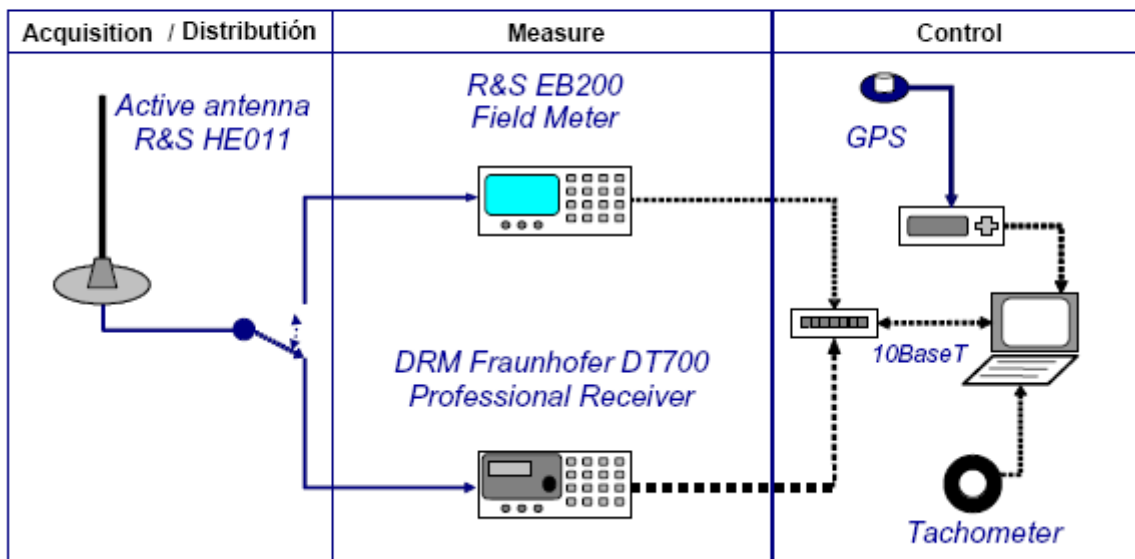 Acquisition / Distributión
Measure
Control
Active antenna
R&S HE011
R&S EB200
Field Meter
GPS
DRM Fraunhofer DT700
Professional Receiver
10BaseT
Tachometer